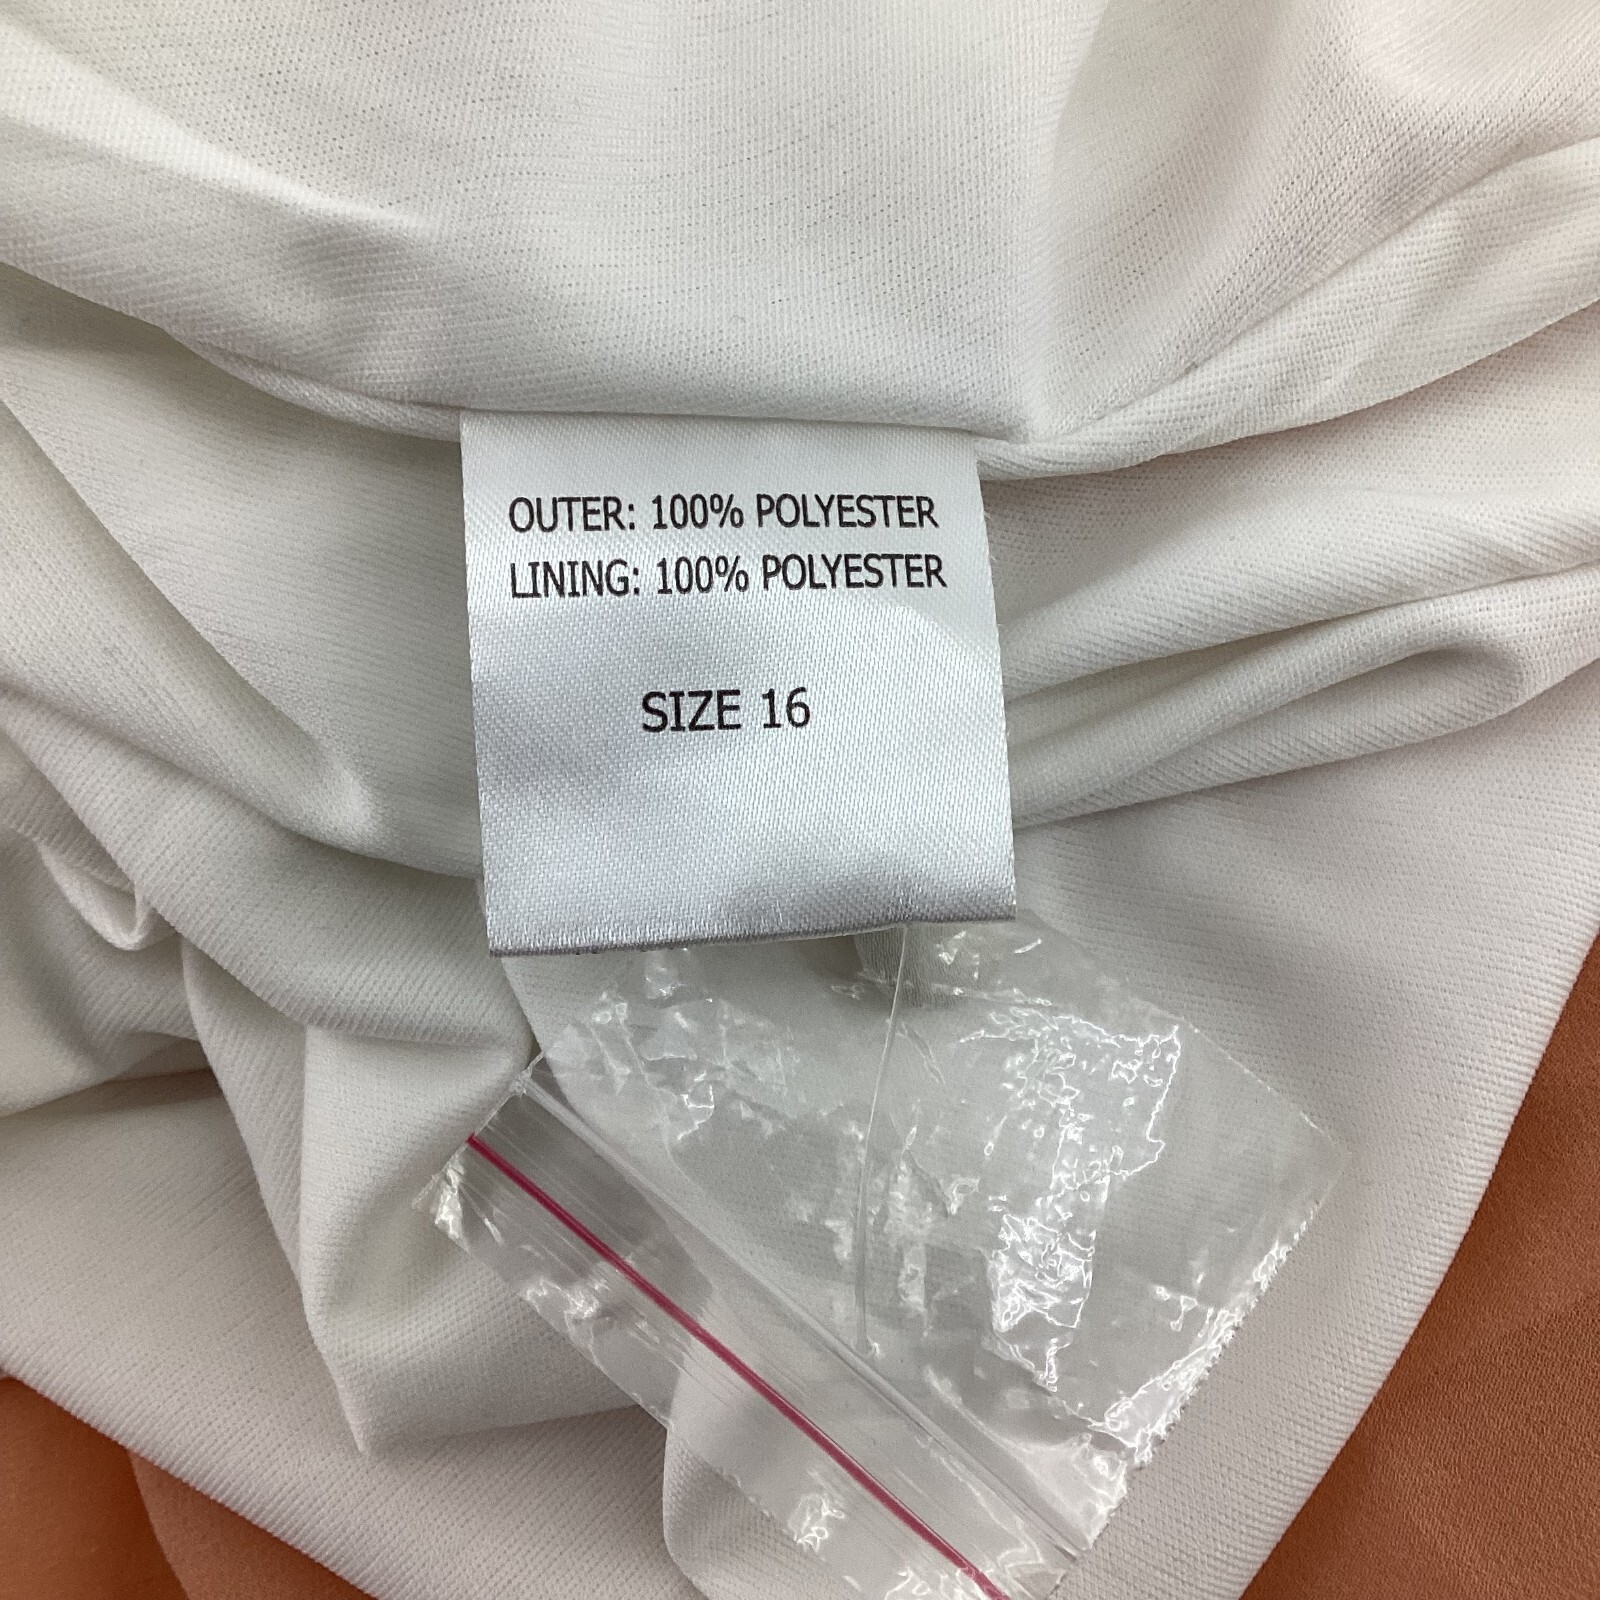 OUTER: 100% POLYESTER
LINING: 100% POLYESTER
SIZE 16